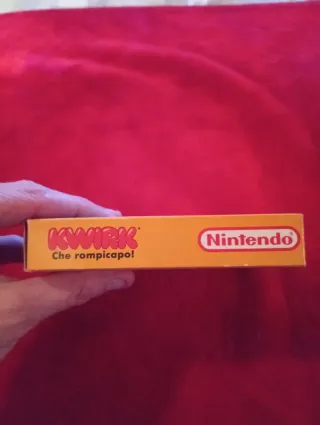 KWIRK
Che rompicapo!
Nintendo